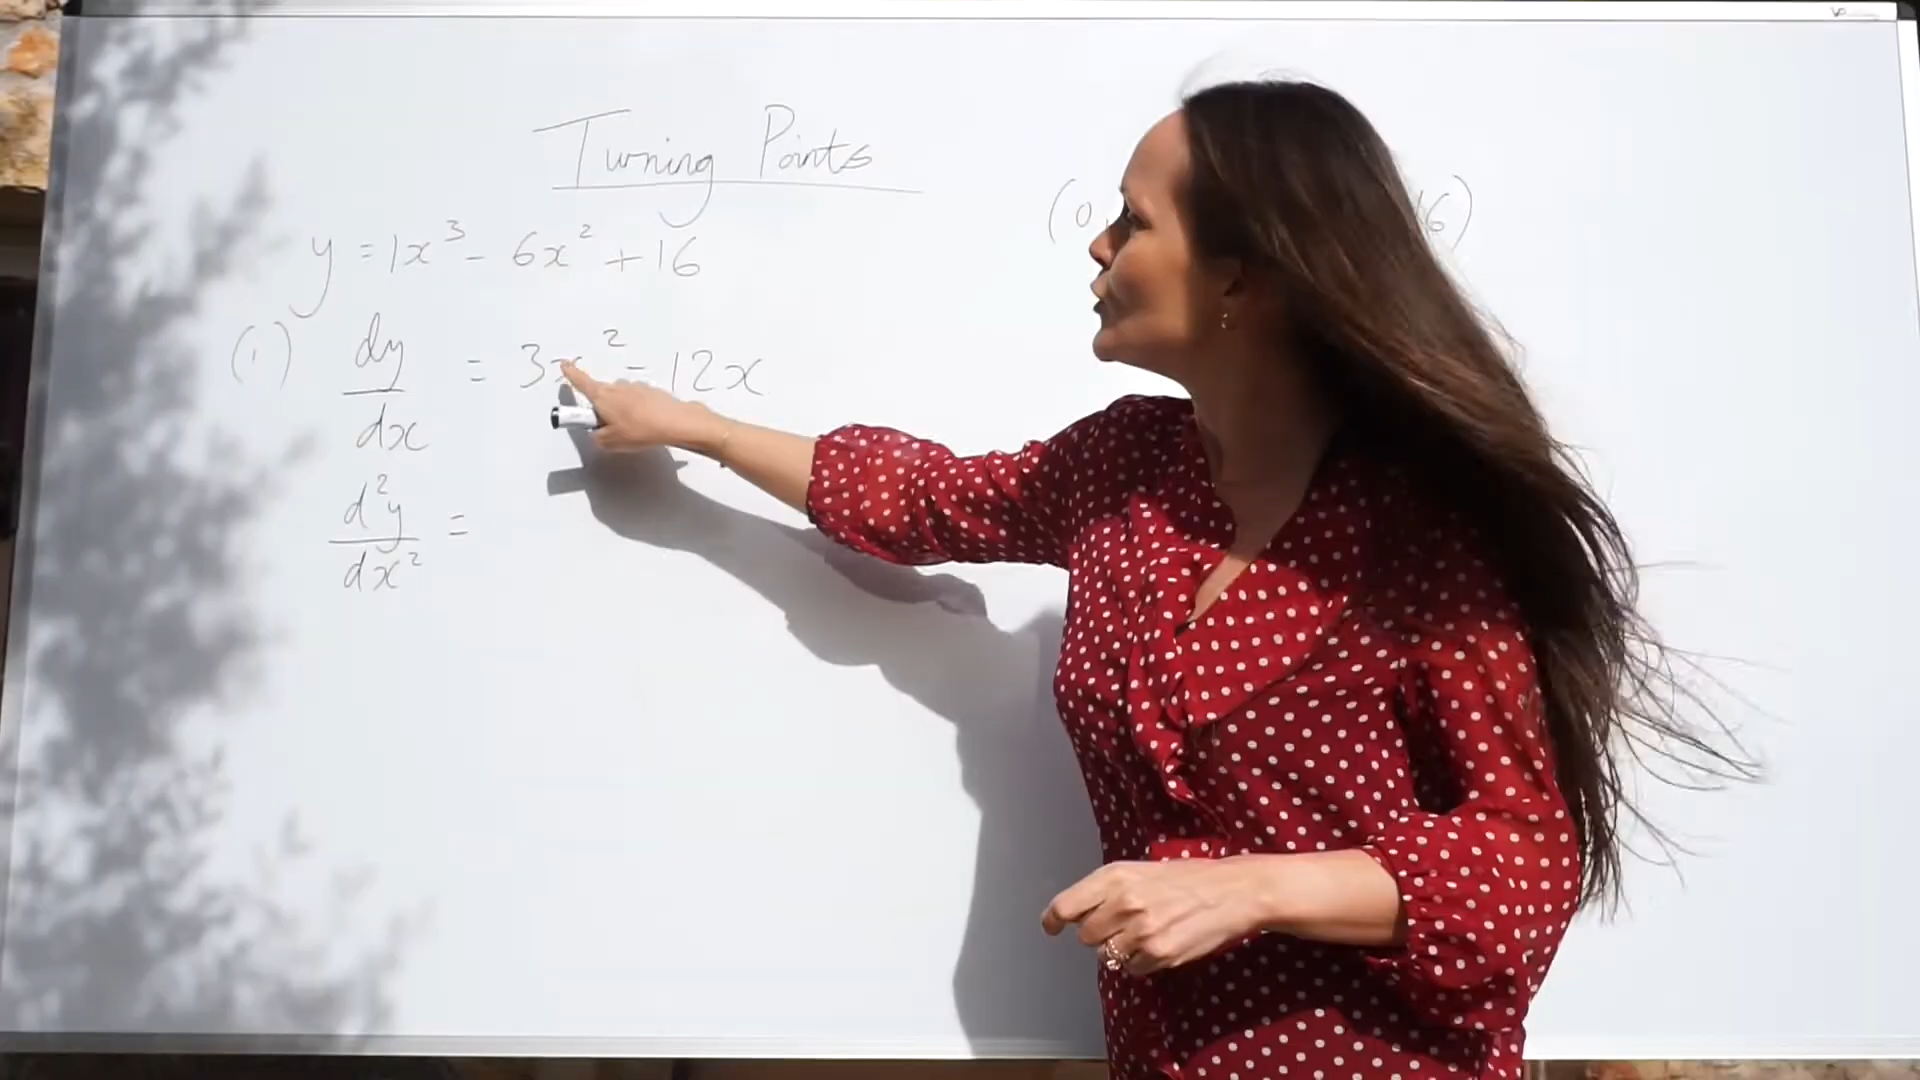 Turning Points
(0, 16)
y = 1x³ - 6x² + 16
(1) dy/dx = 3x² - 12x
d²y/dx² =